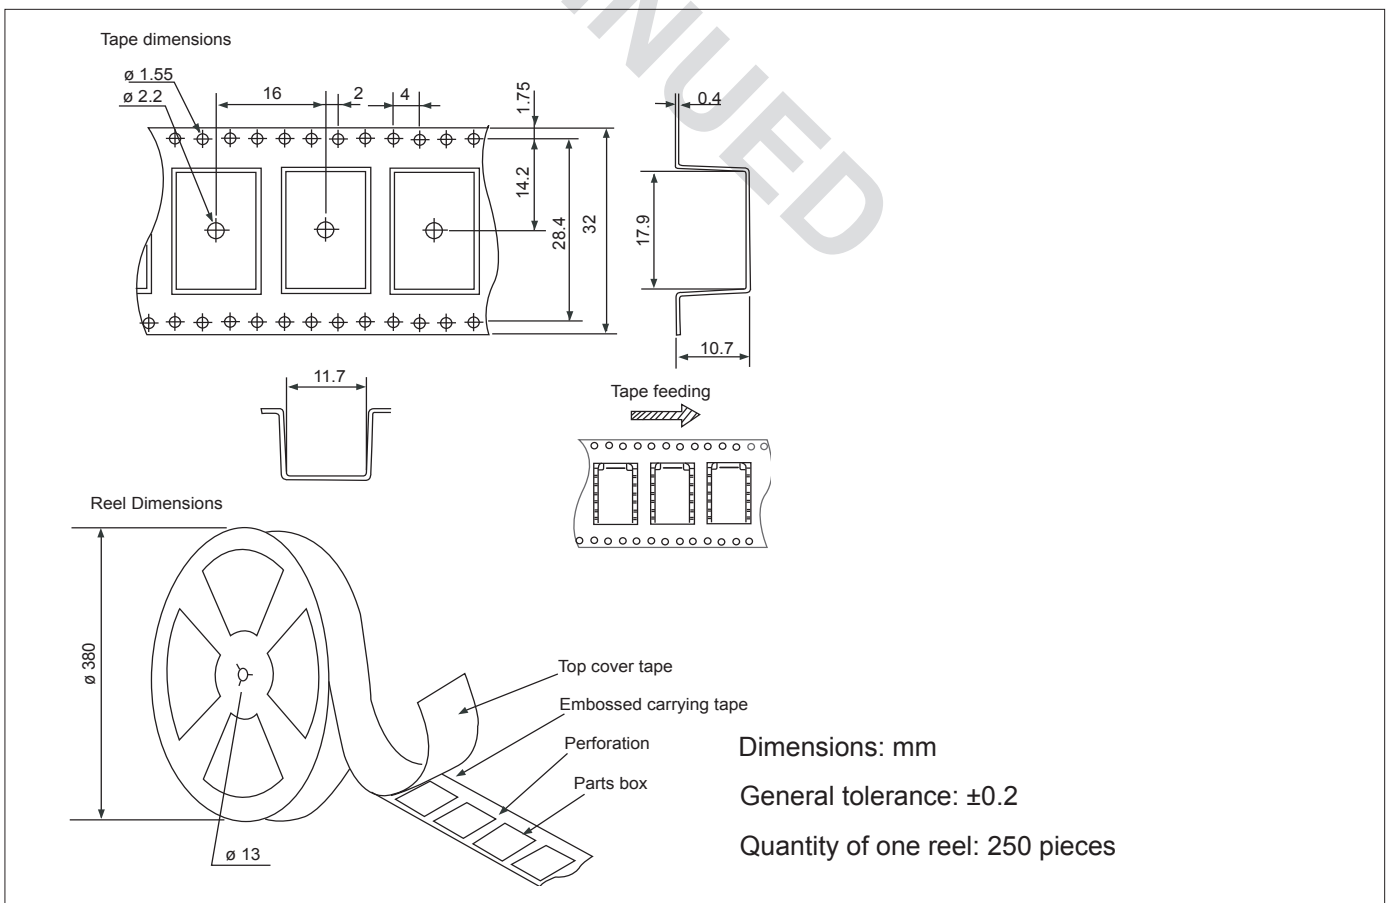 Tape dimensions
ø 1.55
ø 2.2
16
2
4
1.75
14.2
28.4
32
0.4
17.9
10.7
11.7
Tape feeding
Reel Dimensions
ø 380
ø 13
Top cover tape
Embossed carrying tape
Perforation
Parts box
Dimensions: mm
General tolerance: ±0.2
Quantity of one reel: 250 pieces
NUED